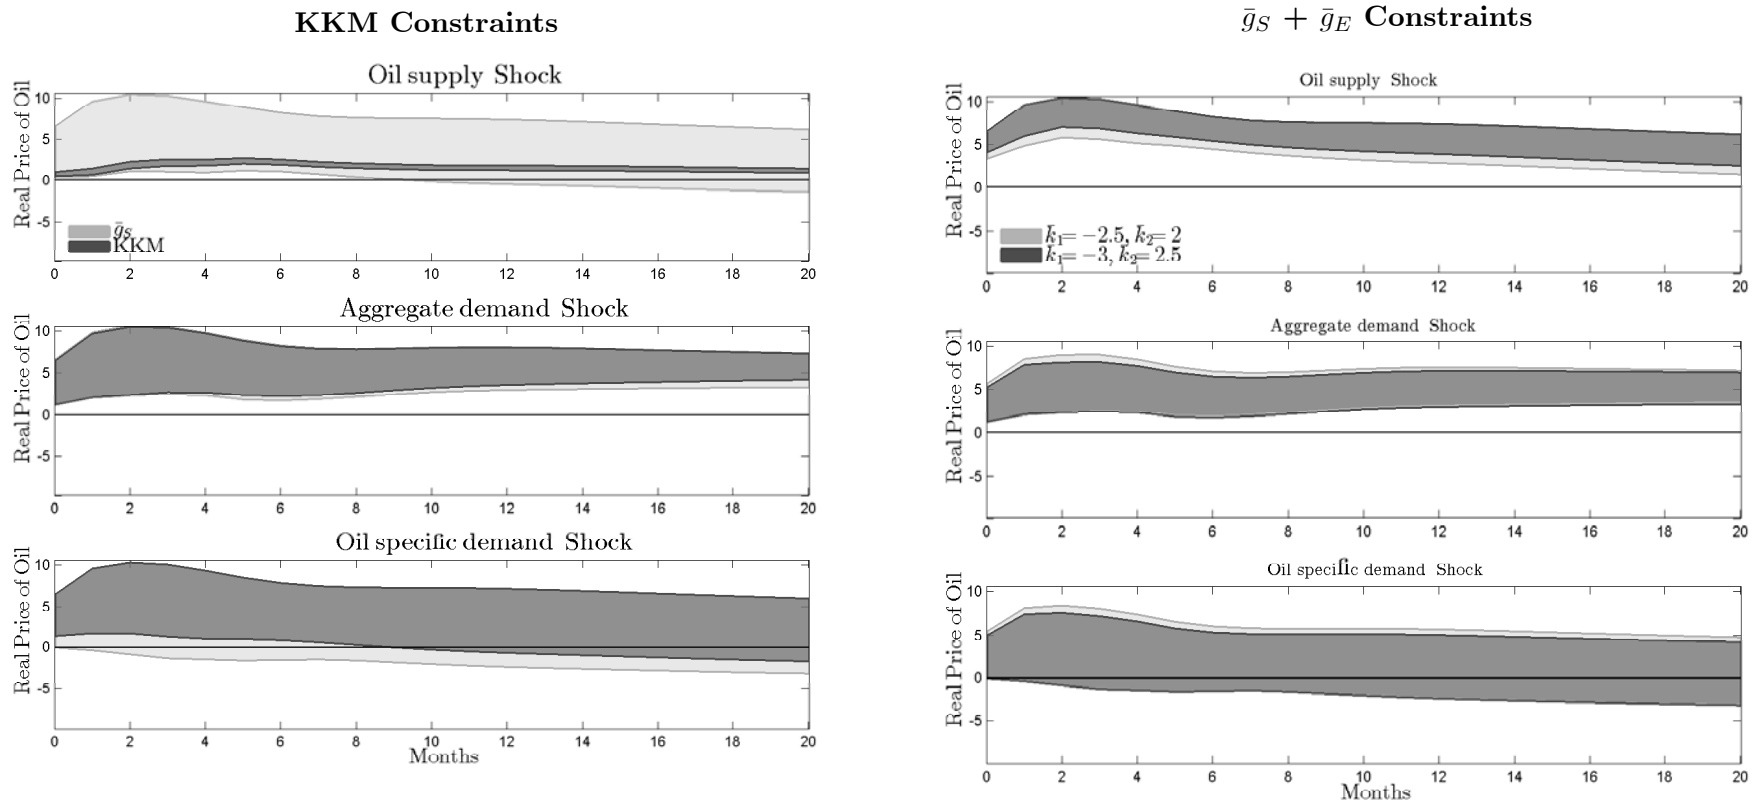 KKM Constraints
Oil supply Shock
Real Price of Oil
10
5
0
-5
ḡS
KKM
0 2 4 6 8 10 12 14 16 18 20
Aggregate demand Shock
Real Price of Oil
10
5
0
-5
0 2 4 6 8 10 12 14 16 18 20
Oil specific demand Shock
Real Price of Oil
10
5
0
-5
0 2 4 6 8 10 12 14 16 18 20
Months
ḡS + ḡE Constraints
Oil supply Shock
Real Price of Oil
10
5
0
-5
k̄1= −2.5, k̄2= 2
k̄1= −3, k̄2= 2.5
0 2 4 6 8 10 12 14 16 18 20
Aggregate demand Shock
Real Price of Oil
10
5
0
-5
0 2 4 6 8 10 12 14 16 18 20
Oil specific demand Shock
Real Price of Oil
10
5
0
-5
0 2 4 6 8 10 12 14 16 18 20
Months